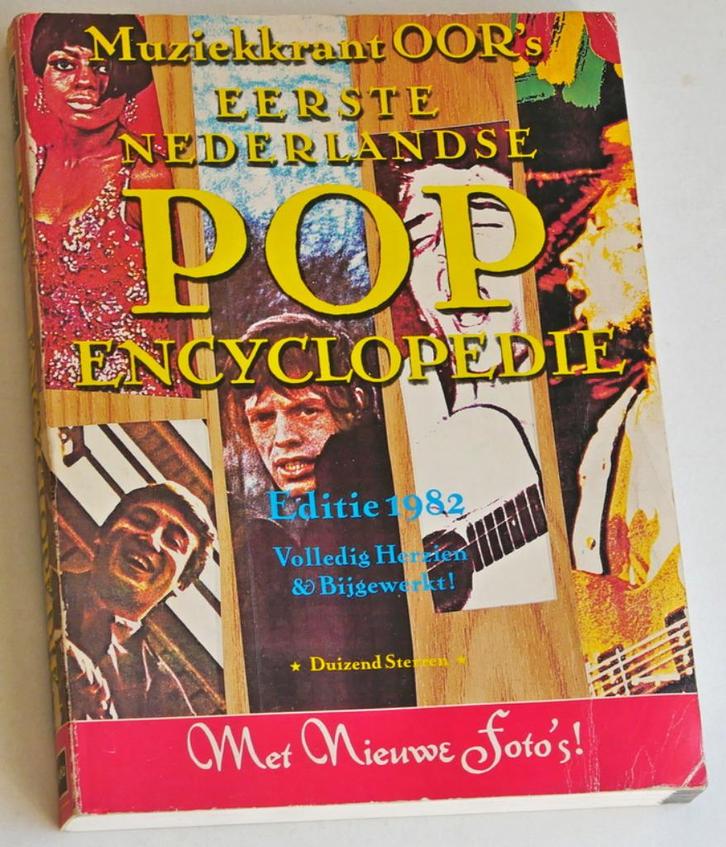 Muziekkrant OOR's
EERSTE
NEDERLANDSE
POP
ENCYCLOPEDIE
Editie 1982
Volledig Herzien
& Bijgewerkt!
★ Duizend Sterren ★
Met Nieuwe Foto's!